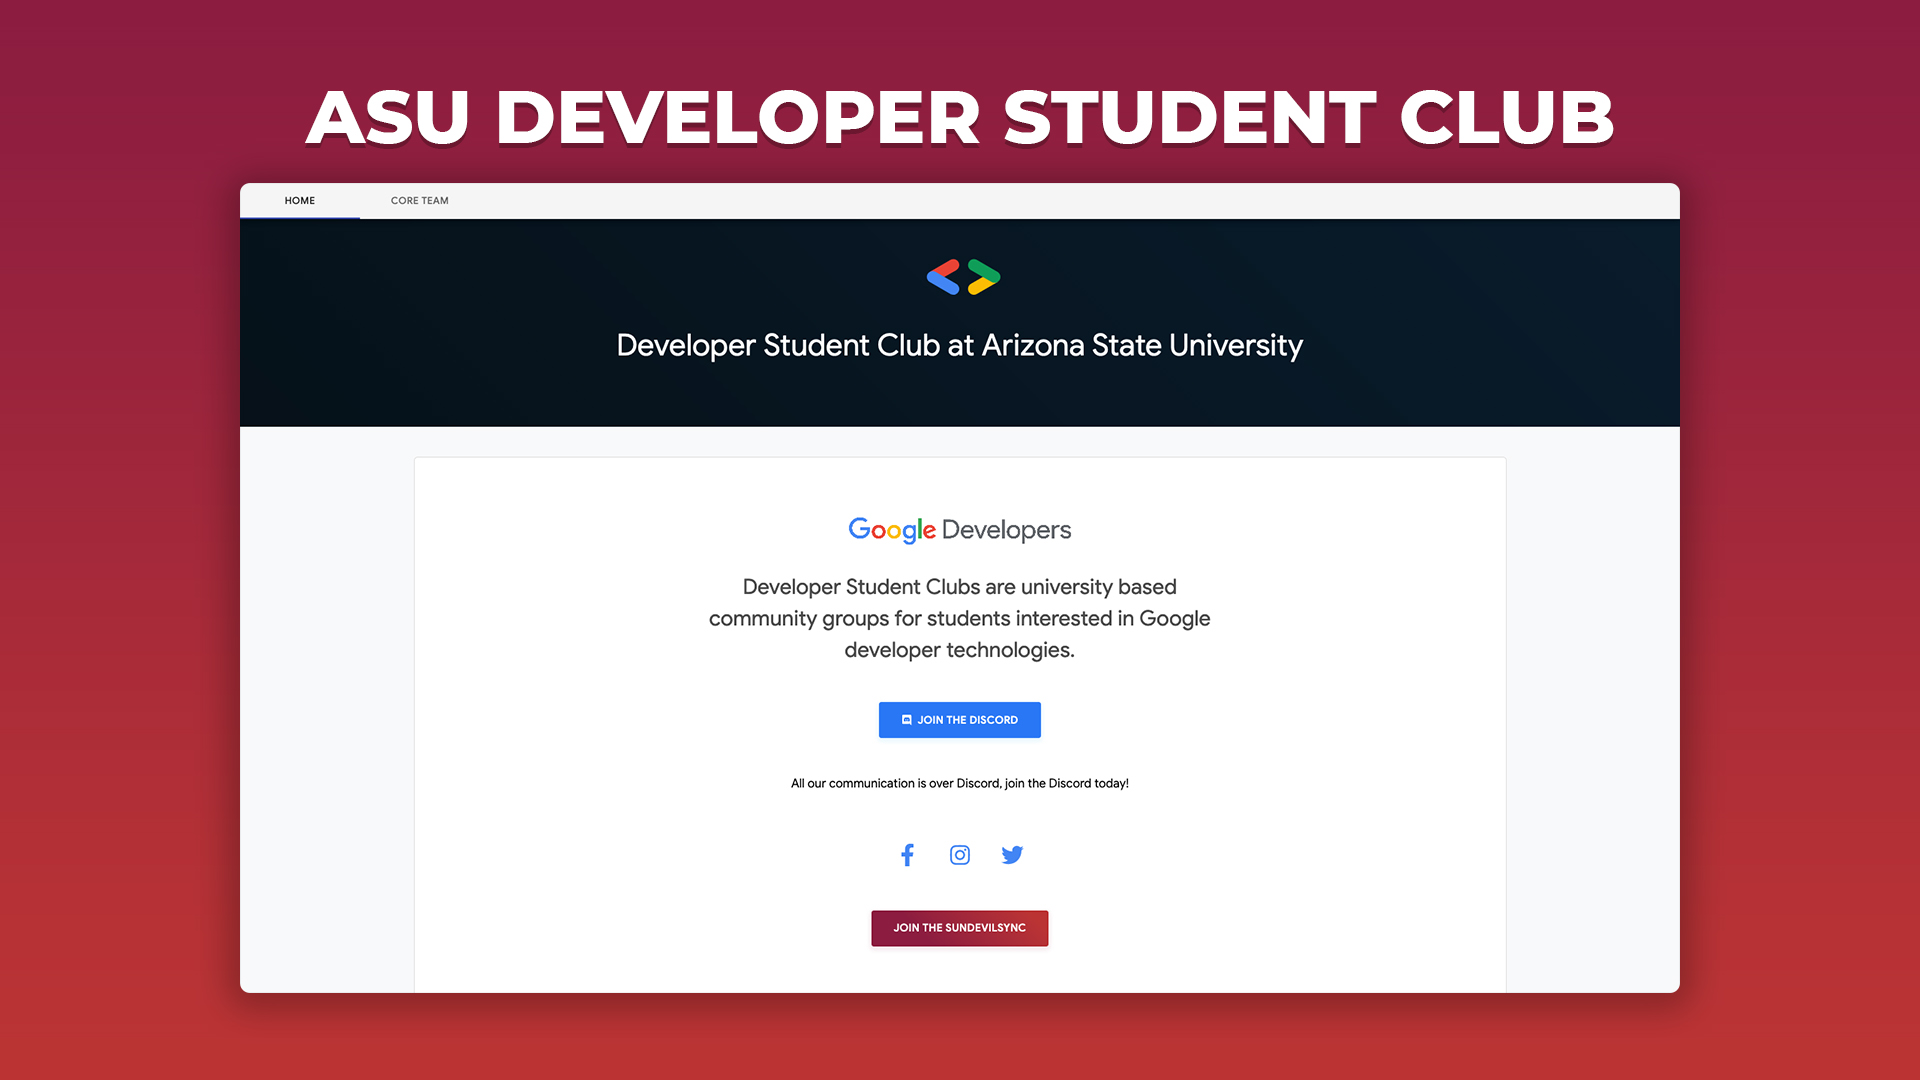 ASU DEVELOPER STUDENT CLUB
HOME
CORE TEAM
Developer Student Club at Arizona State University
Google Developers
Developer Student Clubs are university based
community groups for students interested in Google
developer technologies.
JOIN THE DISCORD
All our communication is over Discord, join the Discord today!
JOIN THE SUNDEVILSYNC